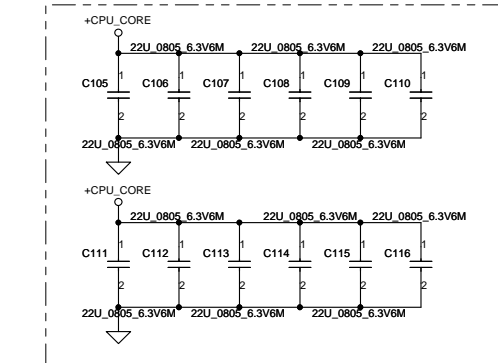 +CPU_CORE
22U_0805_6.3V6M 22U_0805_6.3V6M 22U_0805_6.3V6M
1 1 1 1 1 1
C105 C106 C107 C108 C109 C110
2 2 2 2 2 2
22U_0805_6.3V6M 22U_0805_6.3V6M 22U_0805_6.3V6M
+CPU_CORE
22U_0805_6.3V6M 22U_0805_6.3V6M 22U_0805_6.3V6M
1 1 1 1 1 1
C111 C112 C113 C114 C115 C116
2 2 2 2 2 2
22U_0805_6.3V6M 22U_0805_6.3V6M 22U_0805_6.3V6M